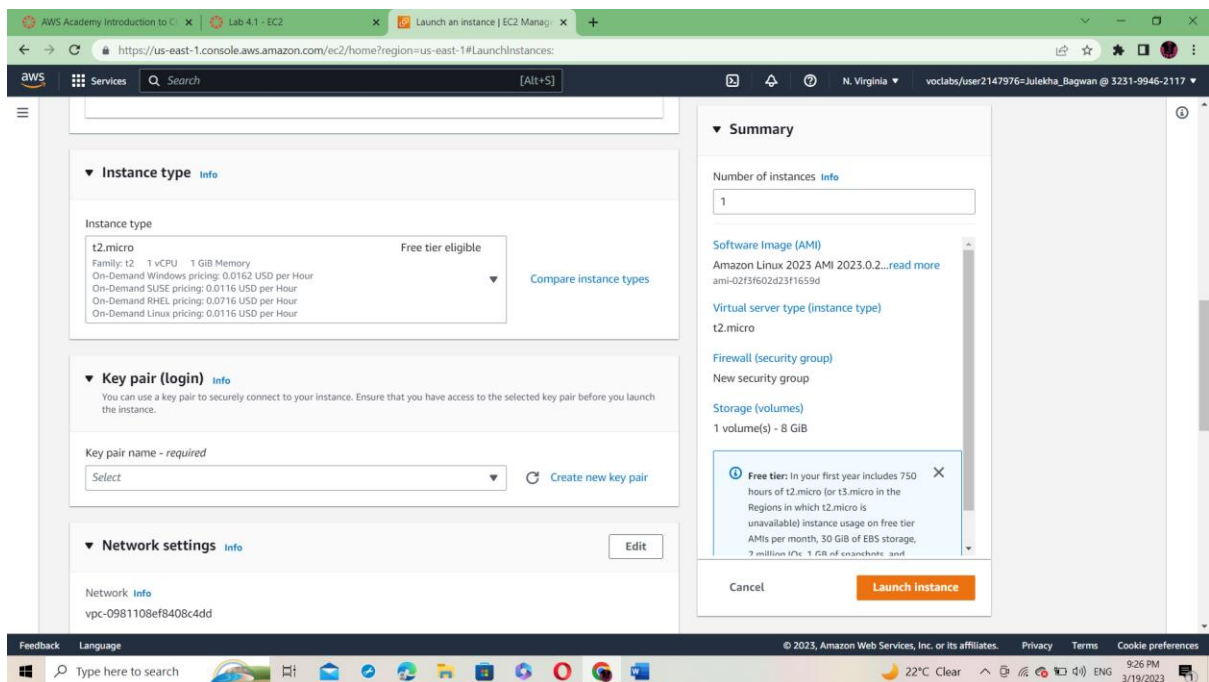 AWS Academy Introduction to Cl
Lab 4.1 - EC2
Launch an instance | EC2 Manage
https://us-east-1.console.aws.amazon.com/ec2/home?region=us-east-1#LaunchInstances:
aws
Services
Search
[Alt+S]
N. Virginia
voclabs/user2147976=Julekha_Bagwan @ 3231-9946-2117
Instance type Info
Instance type
t2.micro Free tier eligible
Family: t2 1 vCPU 1 GiB Memory
On-Demand Windows pricing: 0.0162 USD per Hour
On-Demand SUSE pricing: 0.0116 USD per Hour
On-Demand RHEL pricing: 0.0716 USD per Hour
On-Demand Linux pricing: 0.0116 USD per Hour
Compare instance types
Key pair (login) Info
You can use a key pair to securely connect to your instance. Ensure that you have access to the selected key pair before you launch
the instance.
Key pair name - required
Select
Create new key pair
Network settings Info
Edit
Network Info
vpc-0981108ef8408c4dd
Summary
Number of instances Info
1
Software Image (AMI)
Amazon Linux 2023 AMI 2023.0.2...read more
ami-02f3f602d23f1659d
Virtual server type (instance type)
t2.micro
Firewall (security group)
New security group
Storage (volumes)
1 volume(s) - 8 GiB
Free tier: In your first year includes 750
hours of t2.micro (or t3.micro in the
Regions in which t2.micro is
unavailable) instance usage on free tier
AMIs per month, 30 GiB of EBS storage,
2 million IOs, 1 GB of snapshots, and
Cancel
Launch instance
Feedback
Language
© 2023, Amazon Web Services, Inc. or its affiliates.
Privacy
Terms
Cookie preferences
Type here to search
22°C Clear
ENG
9:26 PM
3/19/2023